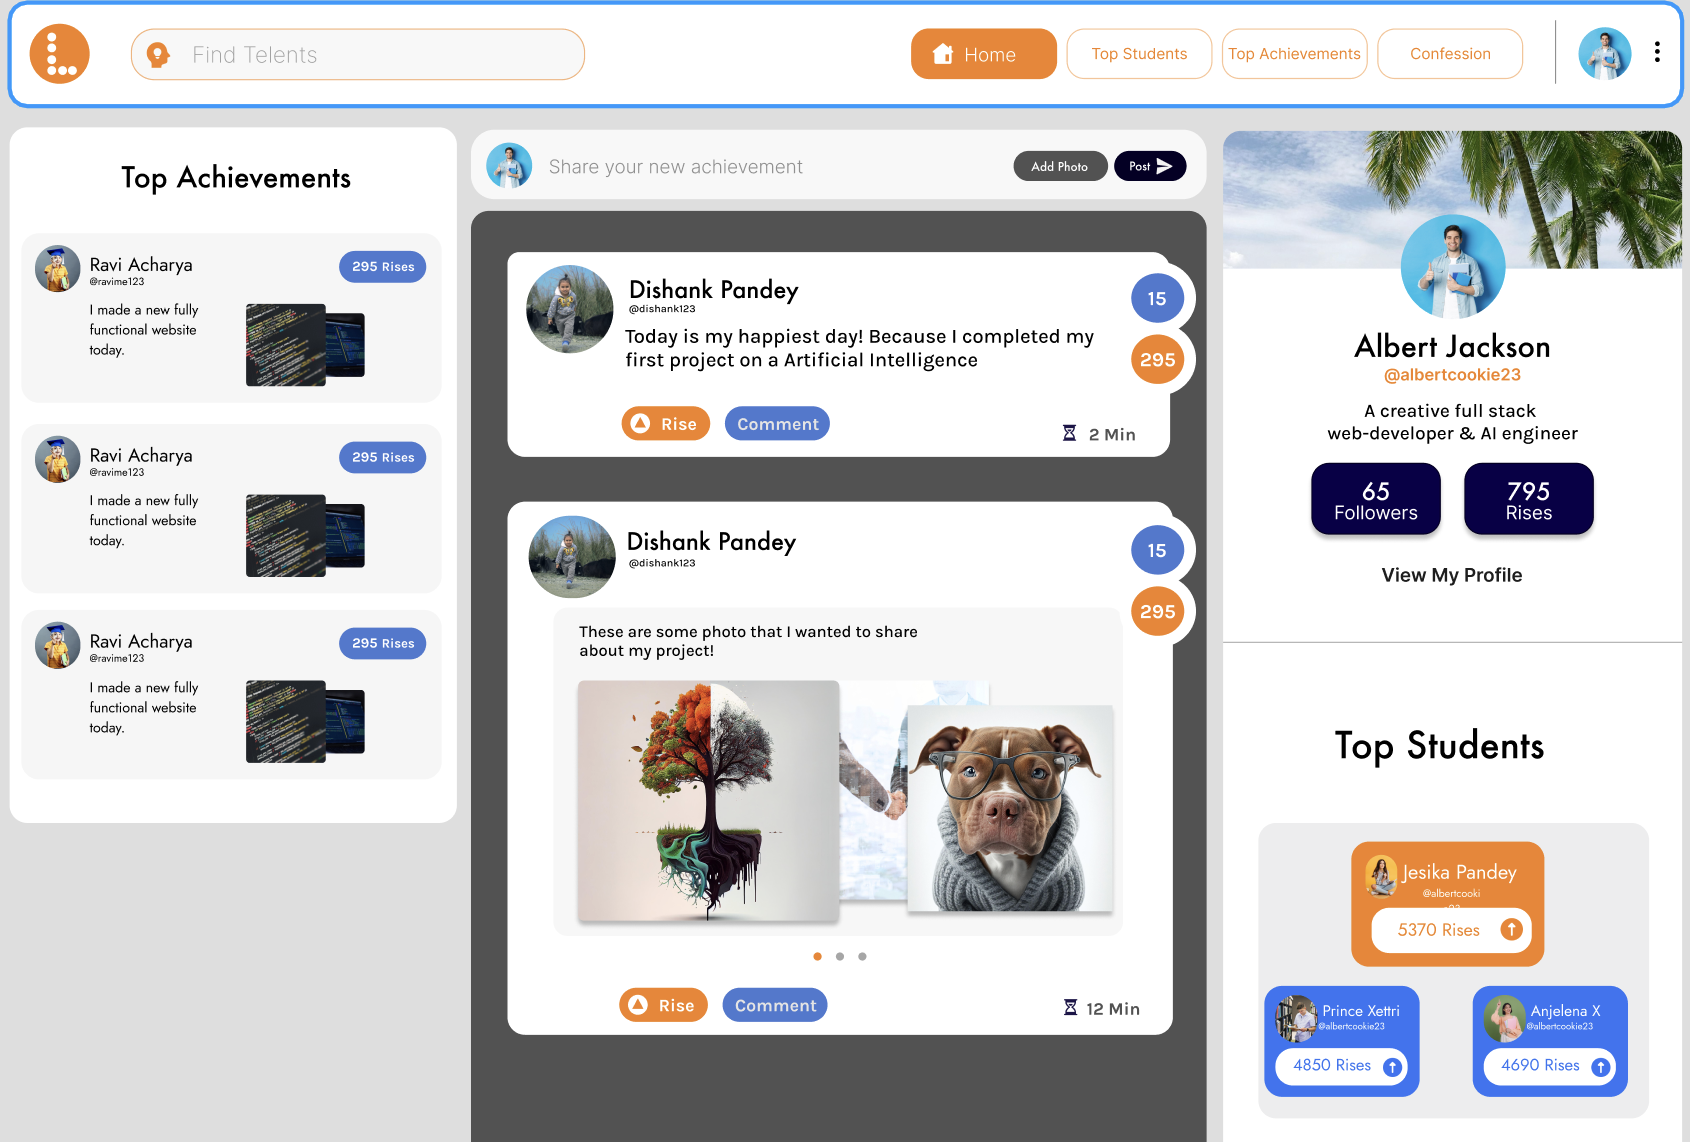 Find Telents
Home
Top Students
Top Achievements
Confession
Top Achievements
Ravi Acharya
@ravime123
295 Rises
I made a new fully
functional website
today.
Ravi Acharya
@ravime123
295 Rises
I made a new fully
functional website
today.
Ravi Acharya
@ravime123
295 Rises
I made a new fully
functional website
today.
Share your new achievement
Add Photo
Post
Dishank Pandey
@dishank123
Today is my happiest day! Because I completed my
first project on a Artificial Intelligence
15
295
Rise
Comment
2 Min
Dishank Pandey
@dishank123
15
295
These are some photo that I wanted to share
about my project!
Rise
Comment
12 Min
Albert Jackson
@albertcookie23
A creative full stack
web-developer & AI engineer
65
Followers
795
Rises
View My Profile
Top Students
Jesika Pandey
@albertcooki
5370 Rises
Prince Xettri
@albertcookie23
4850 Rises
Anjelena X
@albertcookie23
4690 Rises